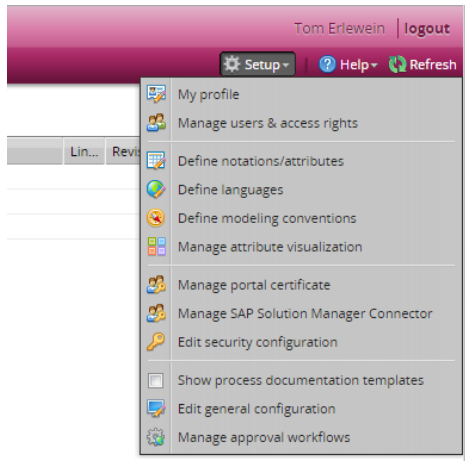 Tom Erlewein | logout
Setup Help Refresh
My profile
Manage users & access rights
Lin... Revis
Define notations/attributes
Define languages
Define modeling conventions
Manage attribute visualization
Manage portal certificate
Manage SAP Solution Manager Connector
Edit security configuration
Show process documentation templates
Edit general configuration
Manage approval workflows